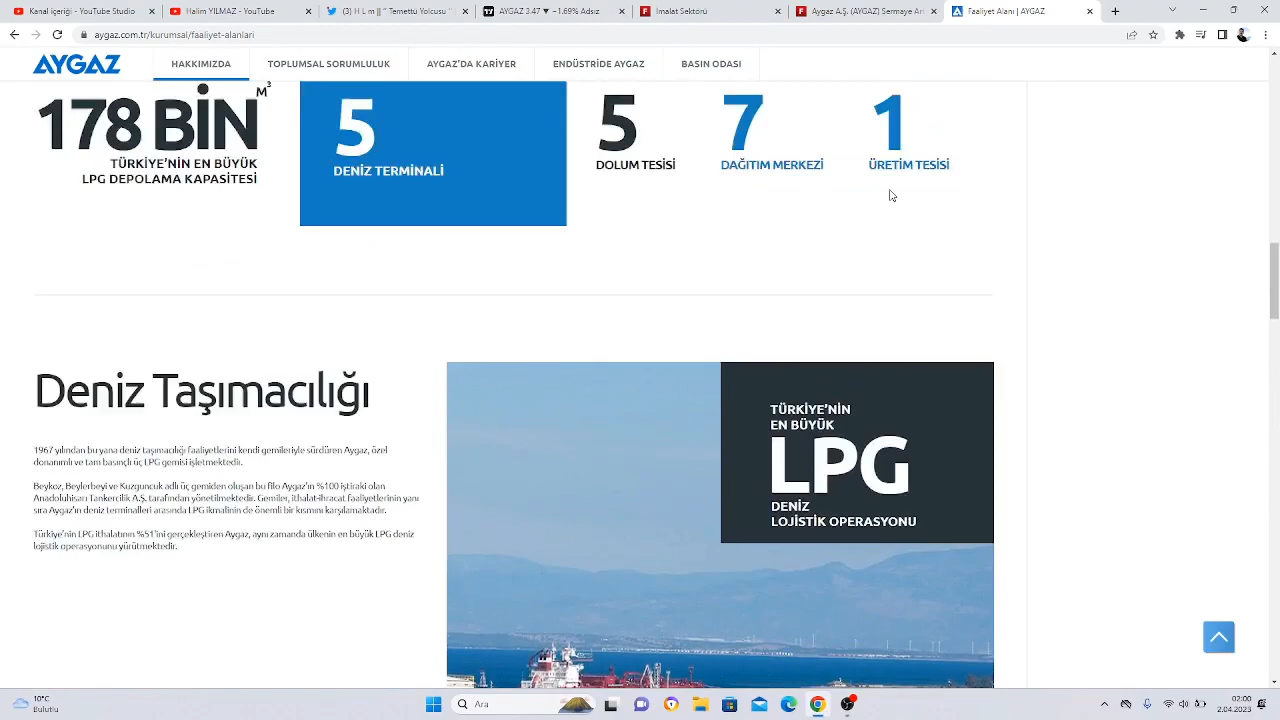 Kanal içeriği - YouTube Studio
Halim YILMAZ - YouTube
(3) H L m || " Temettü Yolcusu "
AYGAZ 3.47 ▼ −1.69% Adsız
İmalat Sektörü
Aygaz A.Ş. (AYGAZ) Sermaye Artı
Faaliyet Alanı | AYGAZ
aygaz.com.tr/kurumsal/faaliyet-alanlari
AYGAZ
HAKKIMIZDA
TOPLUMSAL SORUMLULUK
AYGAZ'DA KARİYER
ENDÜSTRİDE AYGAZ
BASIN ODASI
178 BİN M³
TÜRKİYE'NİN EN BÜYÜK
LPG DEPOLAMA KAPASİTESİ
5
DENİZ TERMİNALİ
5
DOLUM TESİSİ
7
DAĞITIM MERKEZİ
1
ÜRETİM TESİSİ
Deniz Taşımacılığı
1967 yılından bu yana deniz taşımacılığı faaliyetlerini kendi gemileriyle sürdüren Aygaz, özel
donanımlı ve tam basınçlı üç LPG gemisi işletmektedir.
Beykoz, Beylerbeyi ve Kuzguncuk adlı üç gemiden oluşan bu filo Aygaz'ın %100 iştiraki olan
Anadoluhisarı Tankercilik A.Ş. tarafından yönetilmektedir. Gemiler, ithalat-ihracat faaliyetlerinin yanı
sıra Aygaz'ın deniz terminalleri arasında LPG ikmalinin de önemli bir kısmını karşılamaktadır.
Türkiye'nin LPG ithalatının %51'ini gerçekleştiren Aygaz, aynı zamanda ülkenin en büyük LPG deniz
lojistik operasyonunu yürütmektedir.
TÜRKİYE'NİN
EN BÜYÜK
LPG
DENİZ
LOJİSTİK OPERASYONU
10°C
Bulutlu
Ara
02:00
2.4.2023